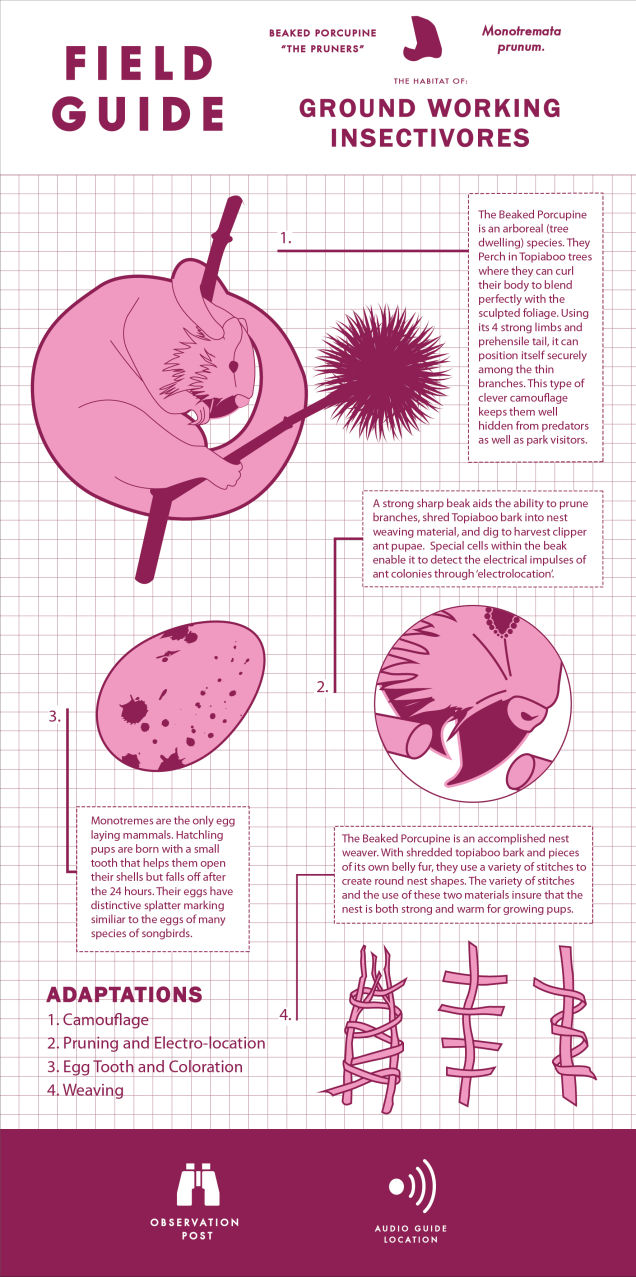 FIELD
GUIDE
BEAKED PORCUPINE
"THE PRUNERS"
Monotremata
prunum.
THE HABITAT OF:
GROUND WORKING
INSECTIVORES
1.
The Beaked Porcupine
is an arboreal (tree
dwelling) species. They
Perch in Topiaboo trees
where they can curl
their body to blend
perfectly with the
sculpted foliage. Using
its 4 strong limbs and
prehensile tail, it can
position itself securely
among the thin
branches. This type of
clever camouflage
keeps them well
hidden from predators
as well as park visitors.
A strong sharp beak aids the ability to prune
branches, shred Topiaboo bark into nest
weaving material, and dig to harvest clipper
ant pupae.  Special cells within the beak
enable it to detect the electrical impulses of
ant colonies through 'electrolocation'.
2.
3.
Monotremes are the only egg
laying mammals. Hatchling
pups are born with a small
tooth that helps them open
their shells but falls off after
the 24 hours. Their eggs have
distinctive splatter marking
similiar to the eggs of many
species of songbirds.
The Beaked Porcupine is an accomplished nest
weaver. With shredded topiaboo bark and pieces
of its own belly fur, they use a variety of stitches to
create round nest shapes. The variety of stitches
and the use of these two materials insure that the
nest is both strong and warm for growing pups.
4.
ADAPTATIONS
1. Camouflage
2. Pruning and Electro-location
3. Egg Tooth and Coloration
4. Weaving
OBSERVATION
POST
AUDIO GUIDE
LOCATION